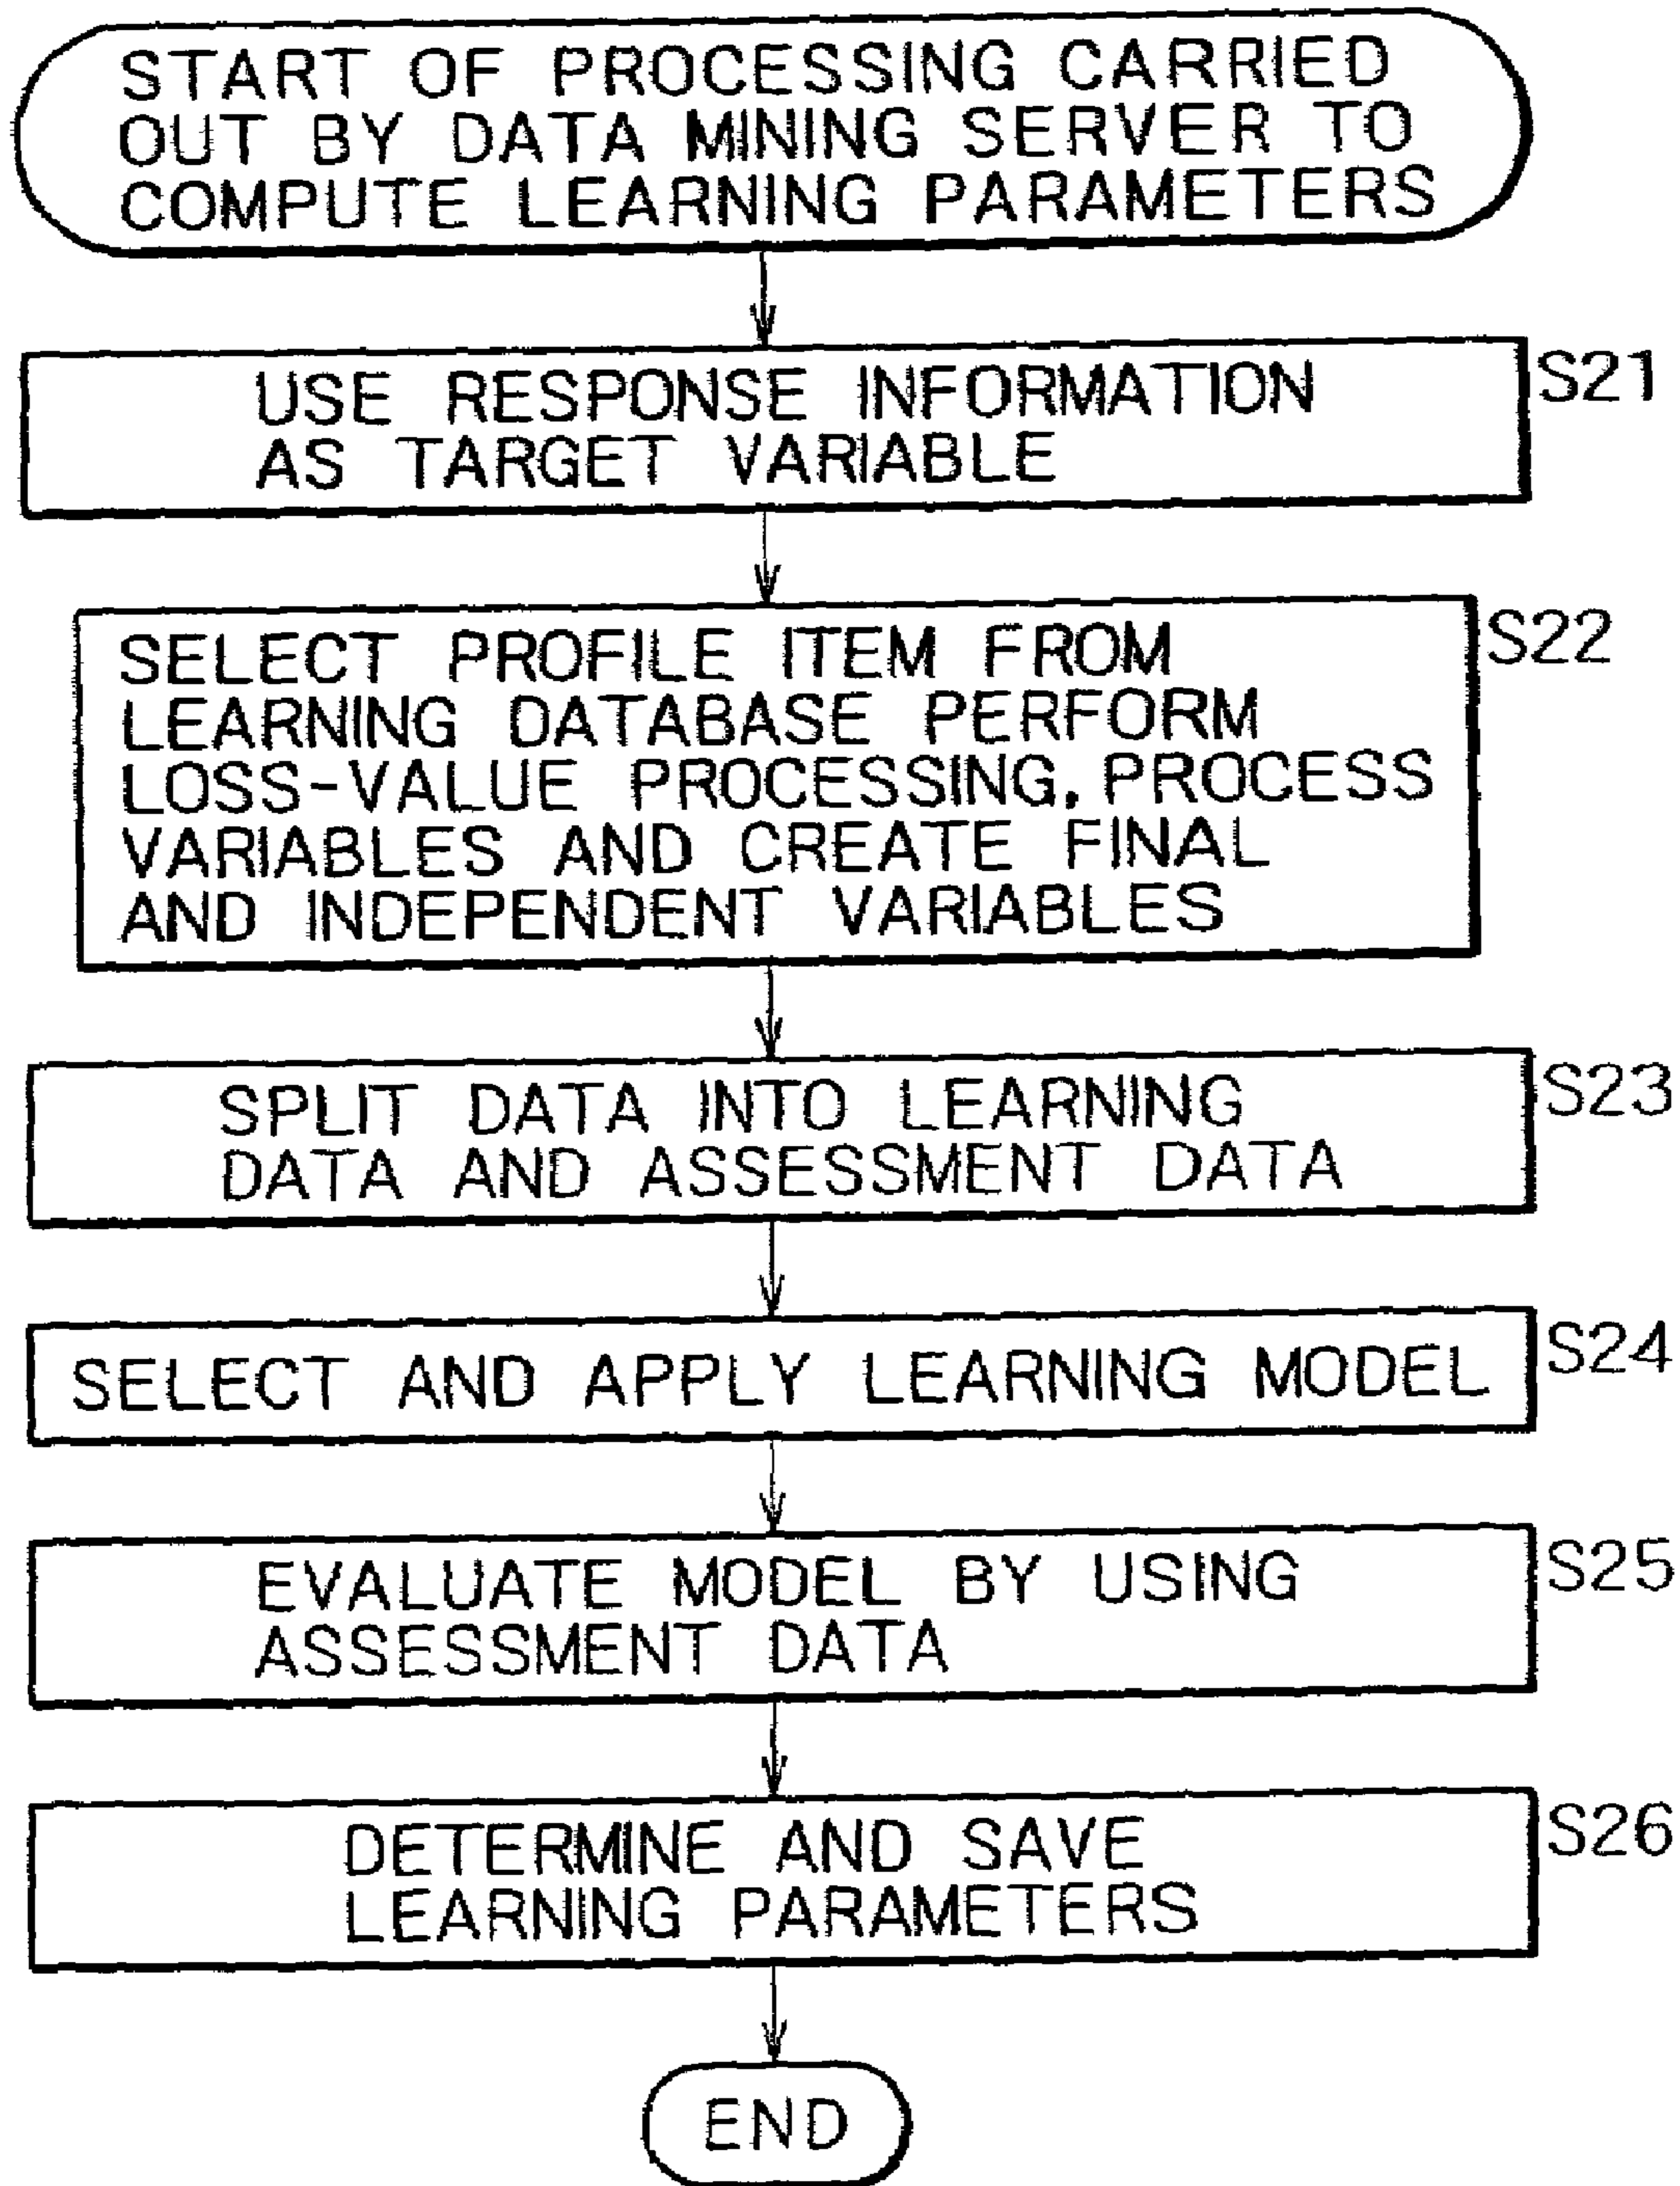 START OF PROCESSING CARRIED
OUT BY DATA MINING SERVER TO
COMPUTE LEARNING PARAMETERS
USE RESPONSE INFORMATION
AS TARGET VARIABLE
S21
SELECT PROFILE ITEM FROM
LEARNING DATABASE PERFORM
LOSS-VALUE PROCESSING, PROCESS
VARIABLES AND CREATE FINAL
AND INDEPENDENT VARIABLES
S22
SPLIT DATA INTO LEARNING
DATA AND ASSESSMENT DATA
S23
SELECT AND APPLY LEARNING MODEL
S24
EVALUATE MODEL BY USING
ASSESSMENT DATA
S25
DETERMINE AND SAVE
LEARNING PARAMETERS
S26
END